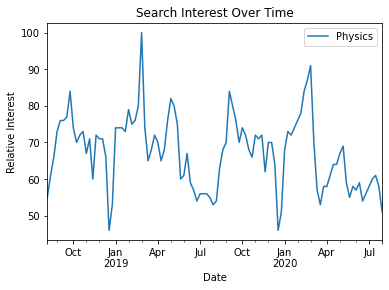 Search Interest Over Time
Physics
Relative Interest
100
90
80
70
60
50
Oct
Jan
2019
Apr
Jul
Oct
Jan
2020
Apr
Jul
Date